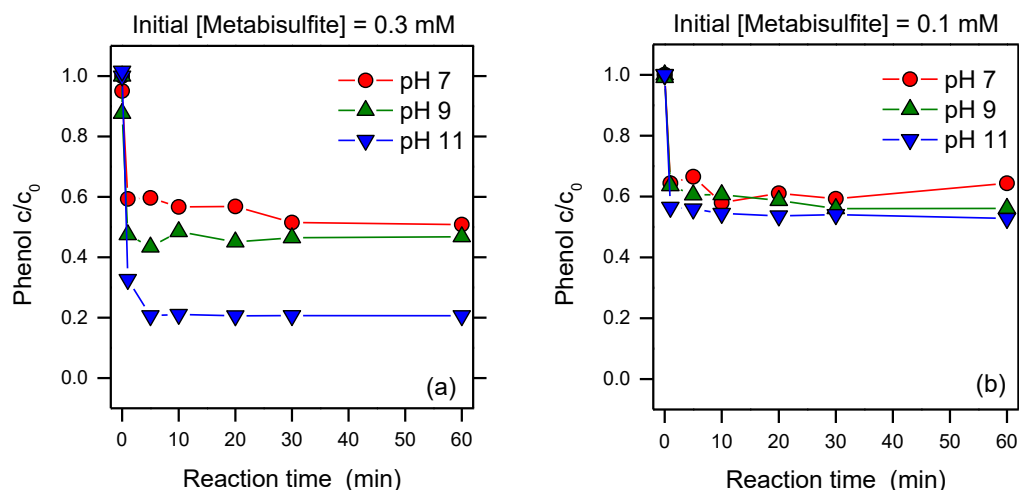 Initial [Metabisulfite] = 0.3 mM
pH 7
pH 9
pH 11
1.0
0.8
0.6
0.4
0.2
0.0
Phenol c/c0
(a)
0 10 20 30 40 50 60
Reaction time (min)
Initial [Metabisulfite] = 0.1 mM
pH 7
pH 9
pH 11
1.0
0.8
0.6
0.4
0.2
0.0
Phenol c/c0
(b)
0 10 20 30 40 50 60
Reaction time (min)